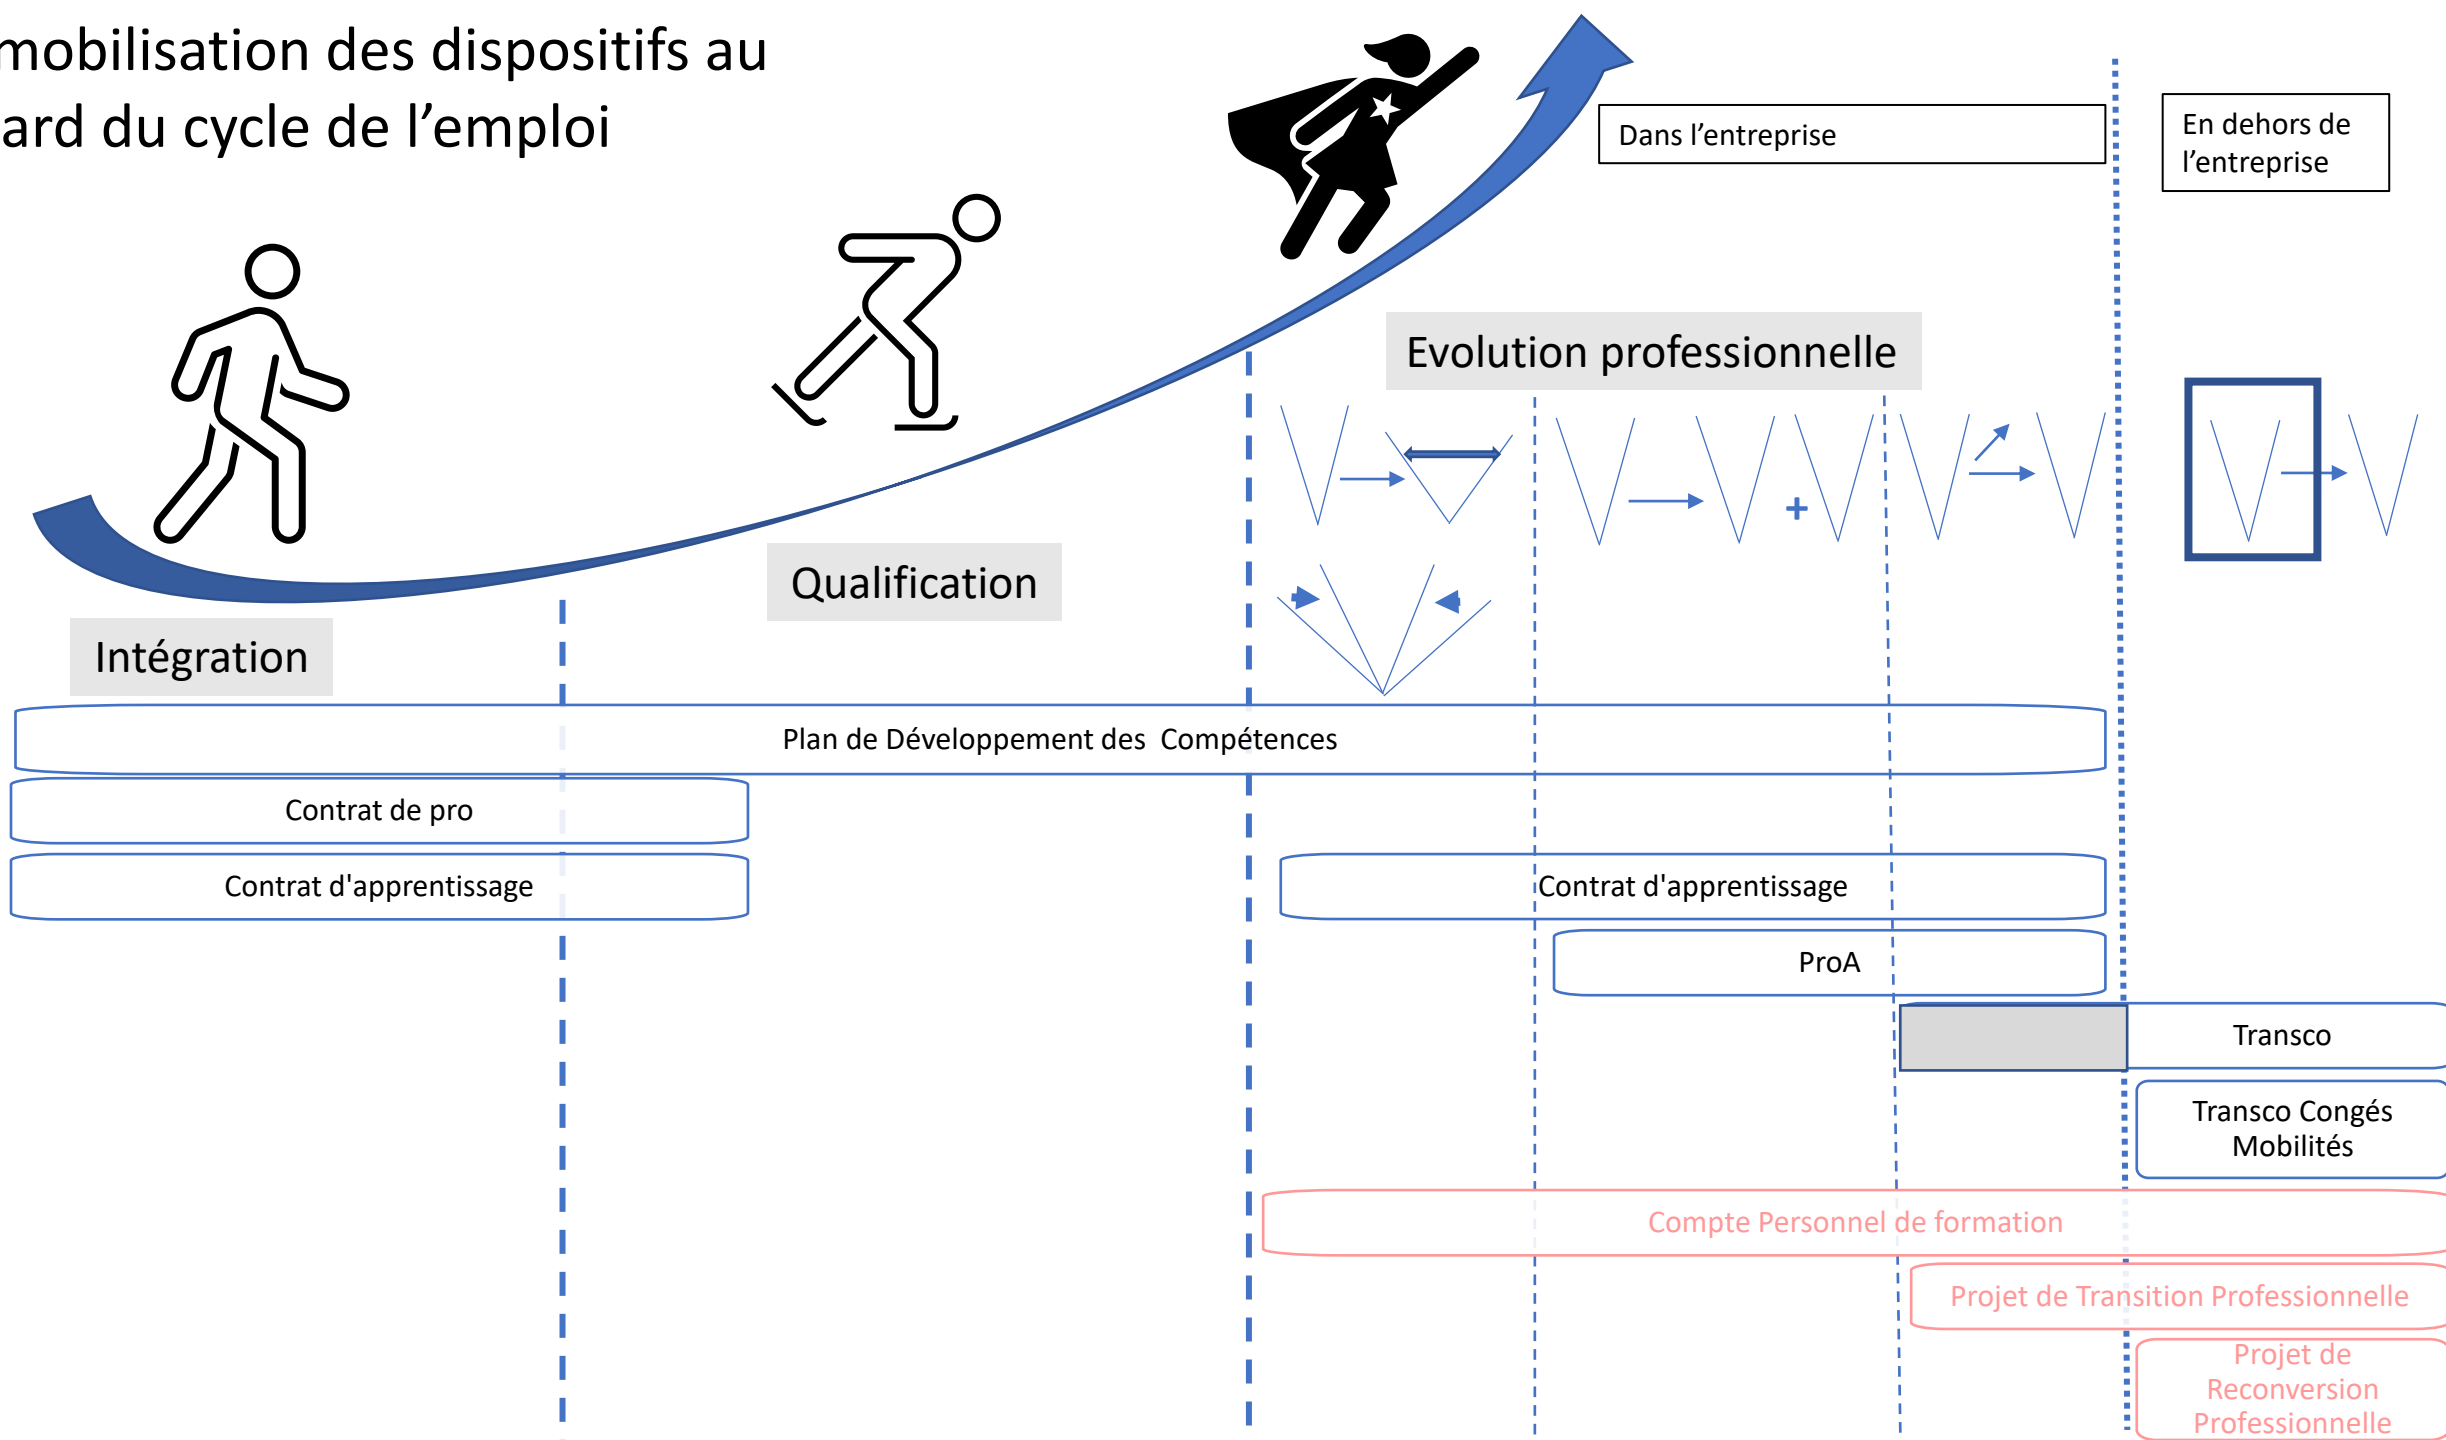 mobilisation des dispositifs au
ard du cycle de l’emploi
Dans l’entreprise
En dehors de
l’entreprise
Evolution professionnelle
Qualification
Intégration
+
Plan de Développement des Compétences
Contrat de pro
Contrat d'apprentissage
Contrat d'apprentissage
ProA
Transco
Transco Congés
Mobilités
Compte Personnel de formation
Projet de Transition Professionnelle
Projet de
Reconversion
Professionnelle